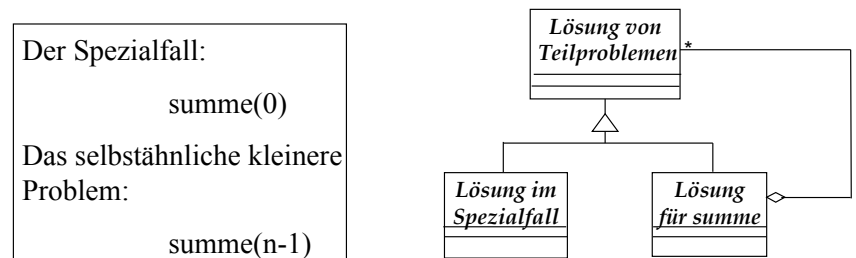 Der Spezialfall:
summe(0)
Das selbstähnliche kleinere
Problem:
summe(n-1)
Lösung von
Teilproblemen
*
Lösung im
Spezialfall
Lösung
für summe